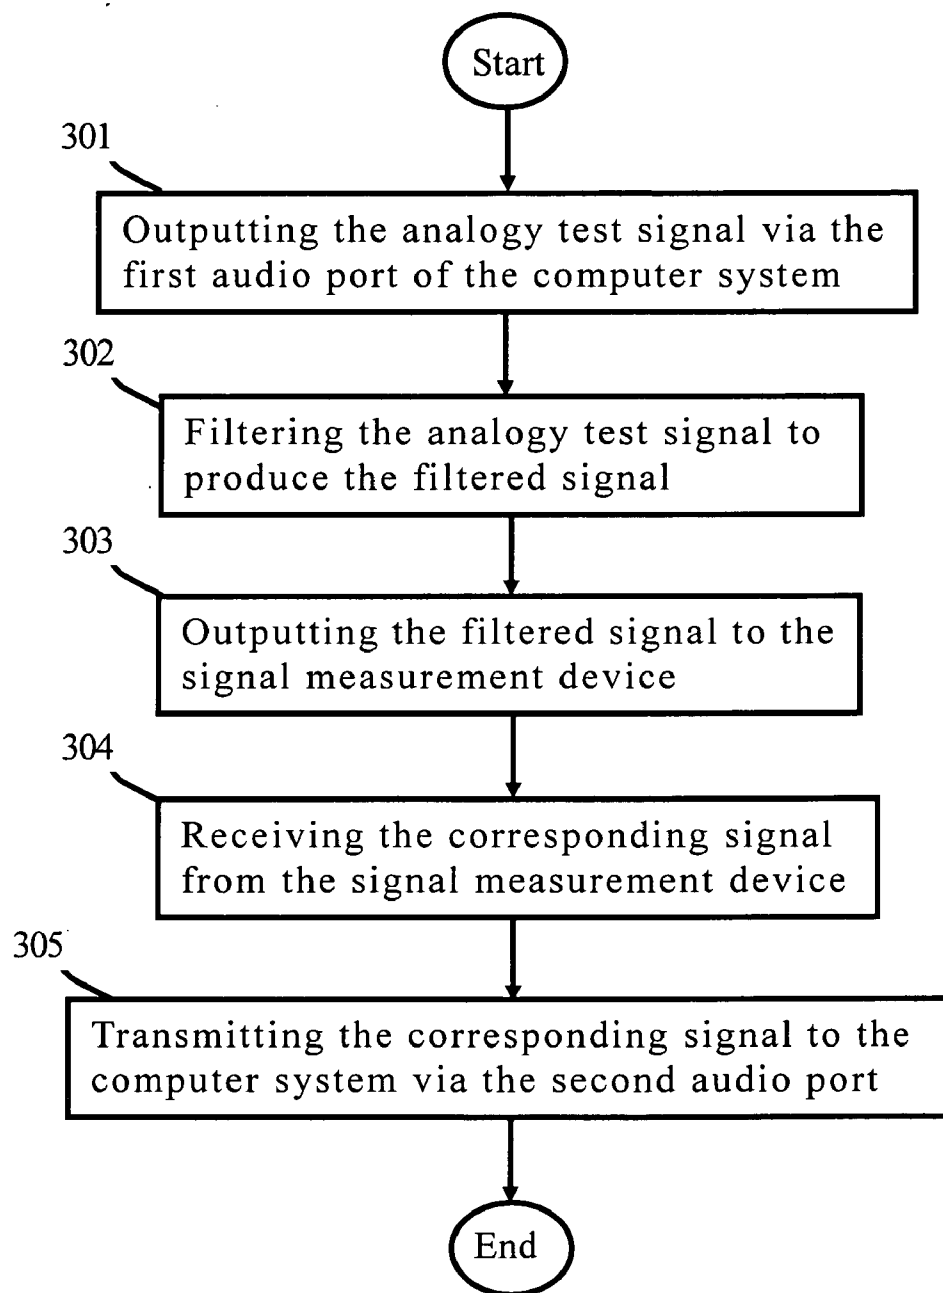 Start
301
Outputting the analogy test signal via the
first audio port of the computer system
302
Filtering the analogy test signal to
produce the filtered signal
303
Outputting the filtered signal to the
signal measurement device
304
Receiving the corresponding signal
from the signal measurement device
305
Transmitting the corresponding signal to the
computer system via the second audio port
End